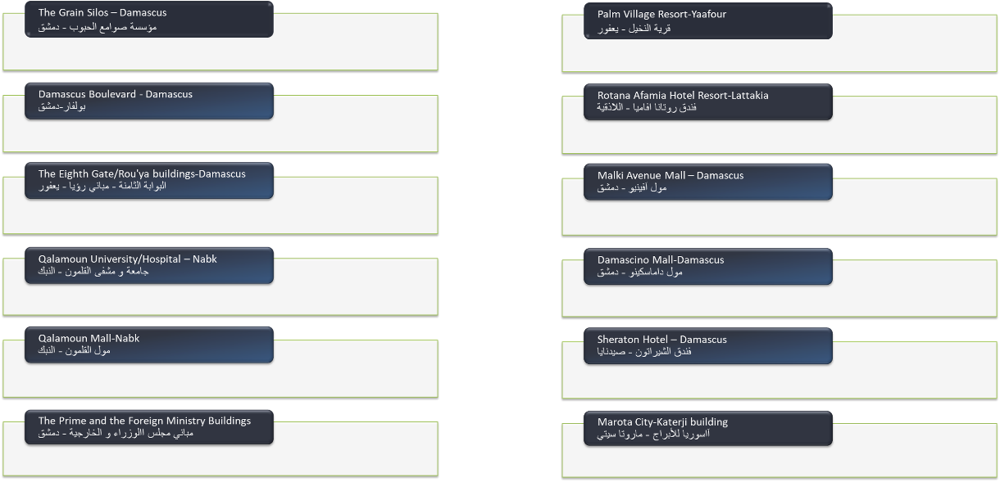 The Grain Silos – Damascus
مؤسسة صوامع الحبوب - دمشق
Damascus Boulevard - Damascus
بولفار-دمشق
The Eighth Gate/Rou'ya buildings-Damascus
البوابة الثامنة - مباني رؤيا - يعفور
Qalamoun University/Hospital – Nabk
جامعة و مشفى القلمون - النبك
Qalamoun Mall-Nabk
مول القلمون - النبك
The Prime and the Foreign Ministry Buildings
مباني مجلس االوزراء و الخارجية - دمشق
Palm Village Resort-Yaafour
قرية النخيل - يعفور
Rotana Afamia Hotel Resort-Lattakia
فندق روتانا افاميا - اللاذقية
Malki Avenue Mall – Damascus
مول آفينيو - دمشق
Damascino Mall-Damascus
مول داماسكينو - دمشق
Sheraton Hotel – Damascus
فندق الشيراتون - صيدنايا
Marota City-Katerji building
آاسوريا للأبراج - ماروتا سيتي